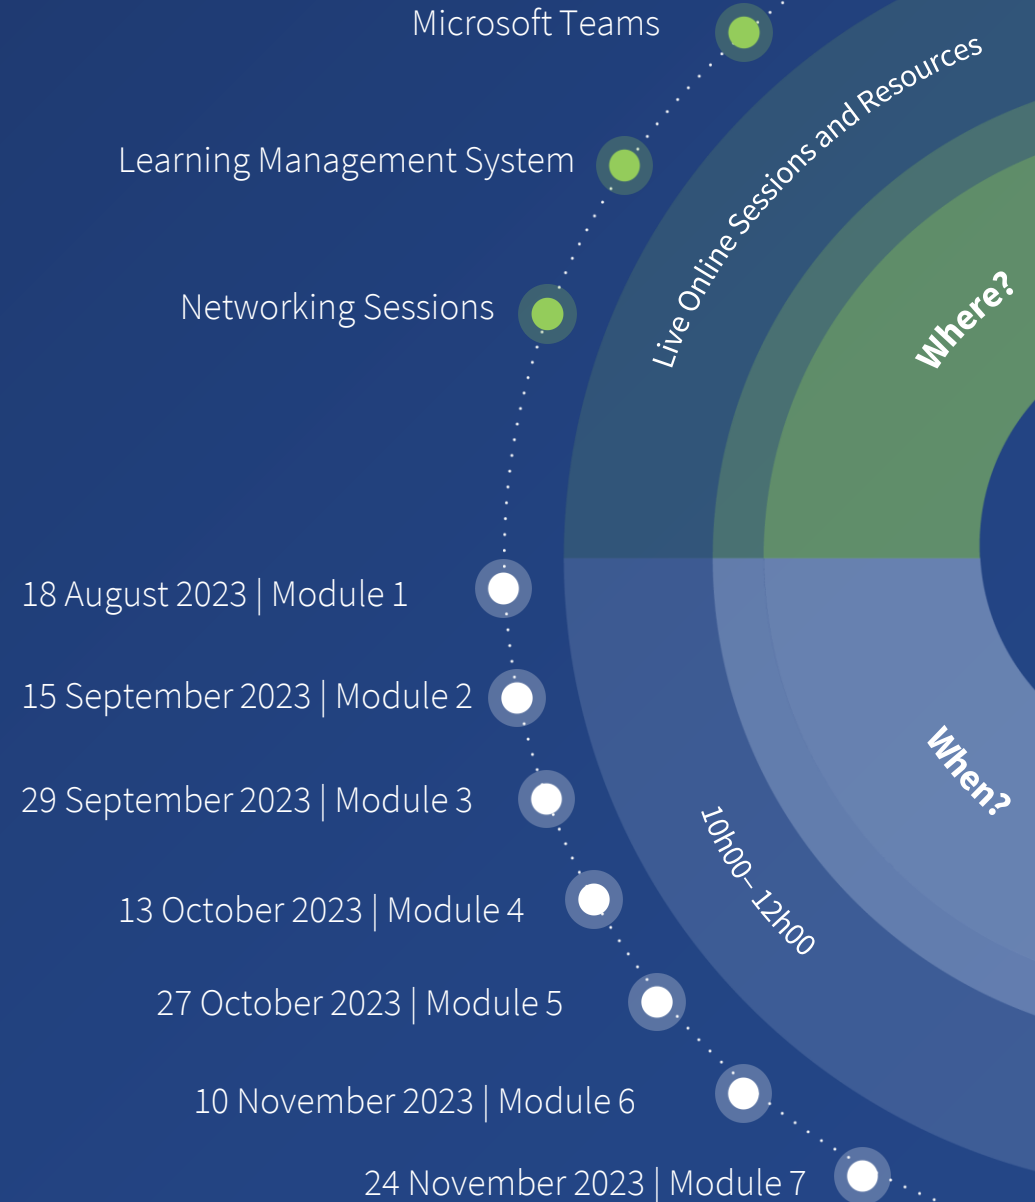 Microsoft Teams
Learning Management System
Networking Sessions
Live Online Sessions and Resources
Where?
18 August 2023 | Module 1
15 September 2023 | Module 2
29 September 2023 | Module 3
13 October 2023 | Module 4
27 October 2023 | Module 5
10 November 2023 | Module 6
24 November 2023 | Module 7
10h00– 12h00
When?